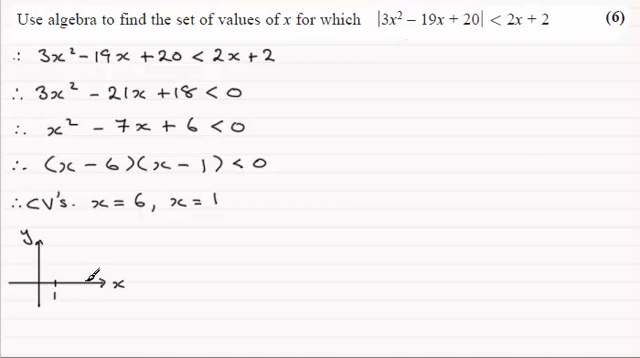 Use algebra to find the set of values of x for which |3x² − 19x + 20| < 2x + 2 (6)
∴ 3x² - 19x + 20 < 2x + 2
∴ 3x² - 21x + 18 < 0
∴ x² - 7x + 6 < 0
∴ (x - 6)(x - 1) < 0
∴ CV's. x = 6, x = 1
y
x
1